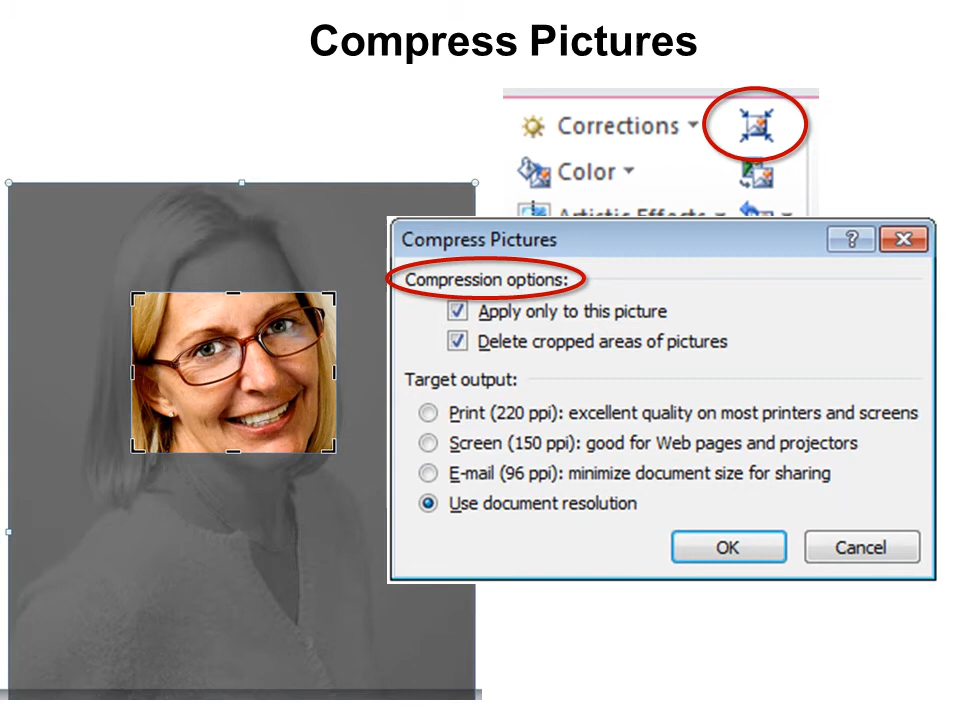 Compress Pictures
Corrections
Color
Artistic Effects
Compress Pictures
Compression options:
Apply only to this picture
Delete cropped areas of pictures
Target output:
Print (220 ppi): excellent quality on most printers and screens
Screen (150 ppi): good for Web pages and projectors
E-mail (96 ppi): minimize document size for sharing
Use document resolution
OK Cancel